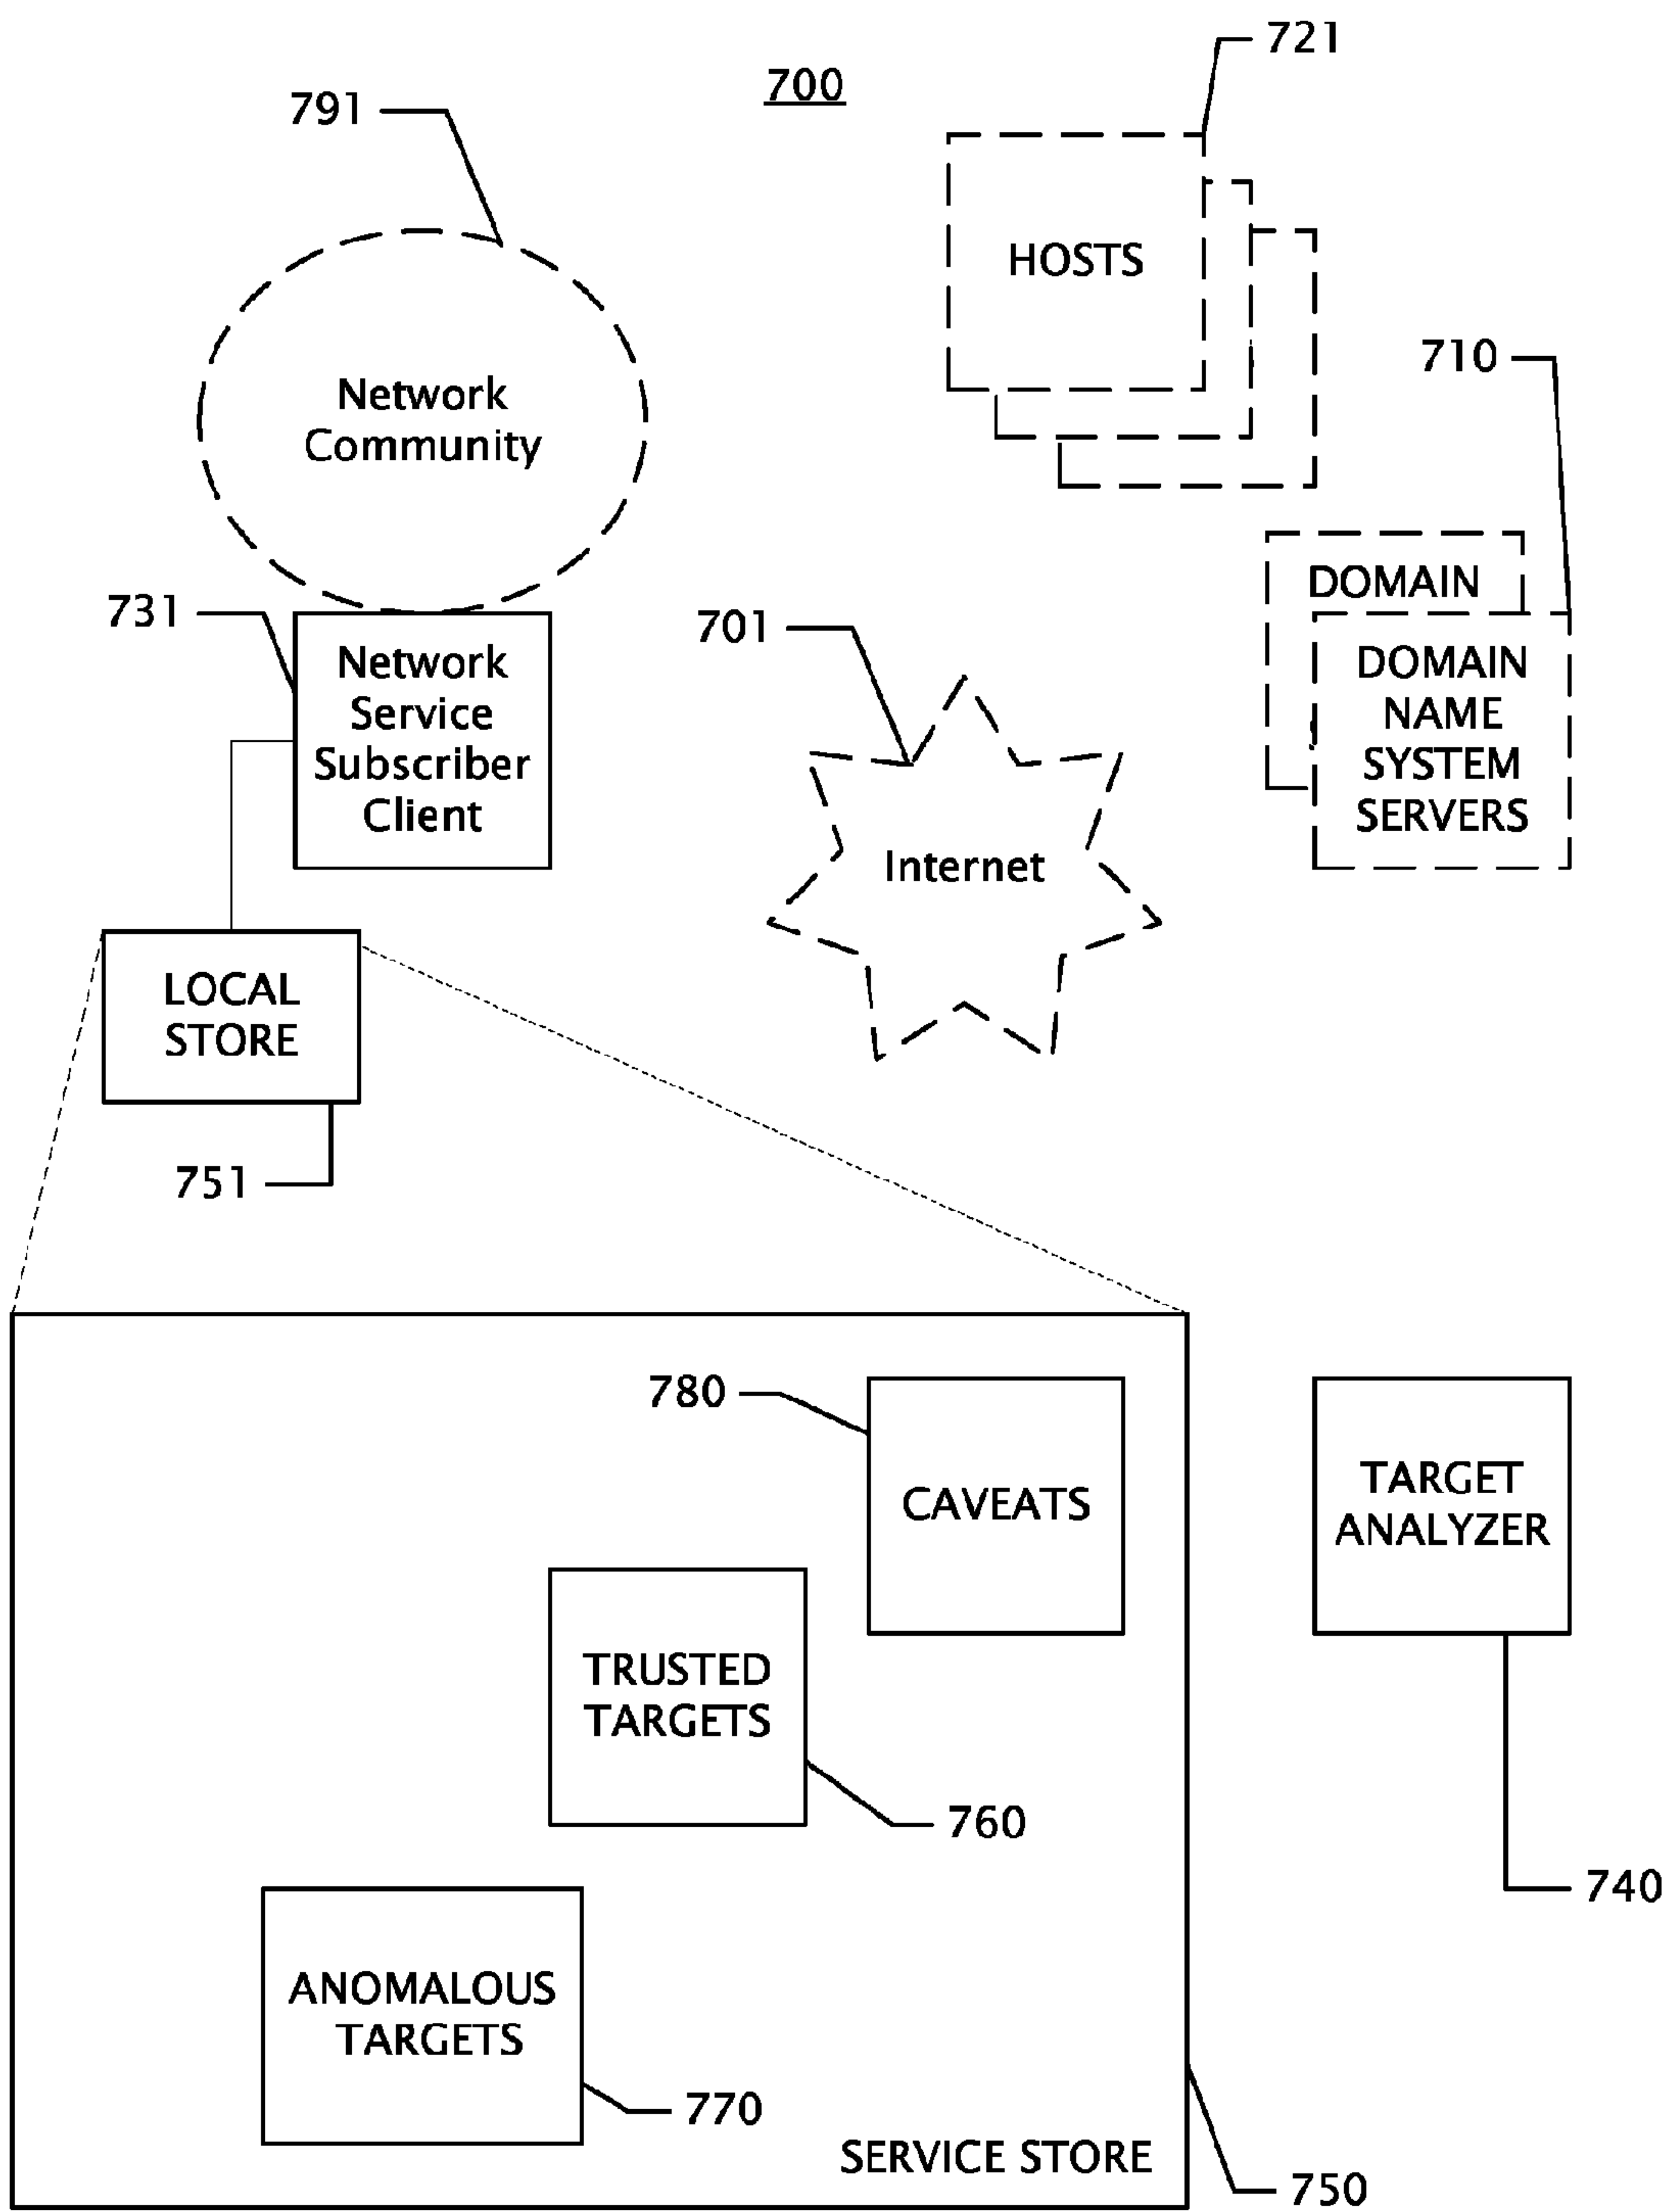 721
700
791
HOSTS
710
Network
Community
DOMAIN
731
701
Network
Service
Subscriber
Client
DOMAIN
NAME
SYSTEM
SERVERS
Internet
LOCAL
STORE
751
780
CAVEATS
TARGET
ANALYZER
TRUSTED
TARGETS
760
740
ANOMALOUS
TARGETS
770
SERVICE STORE
750